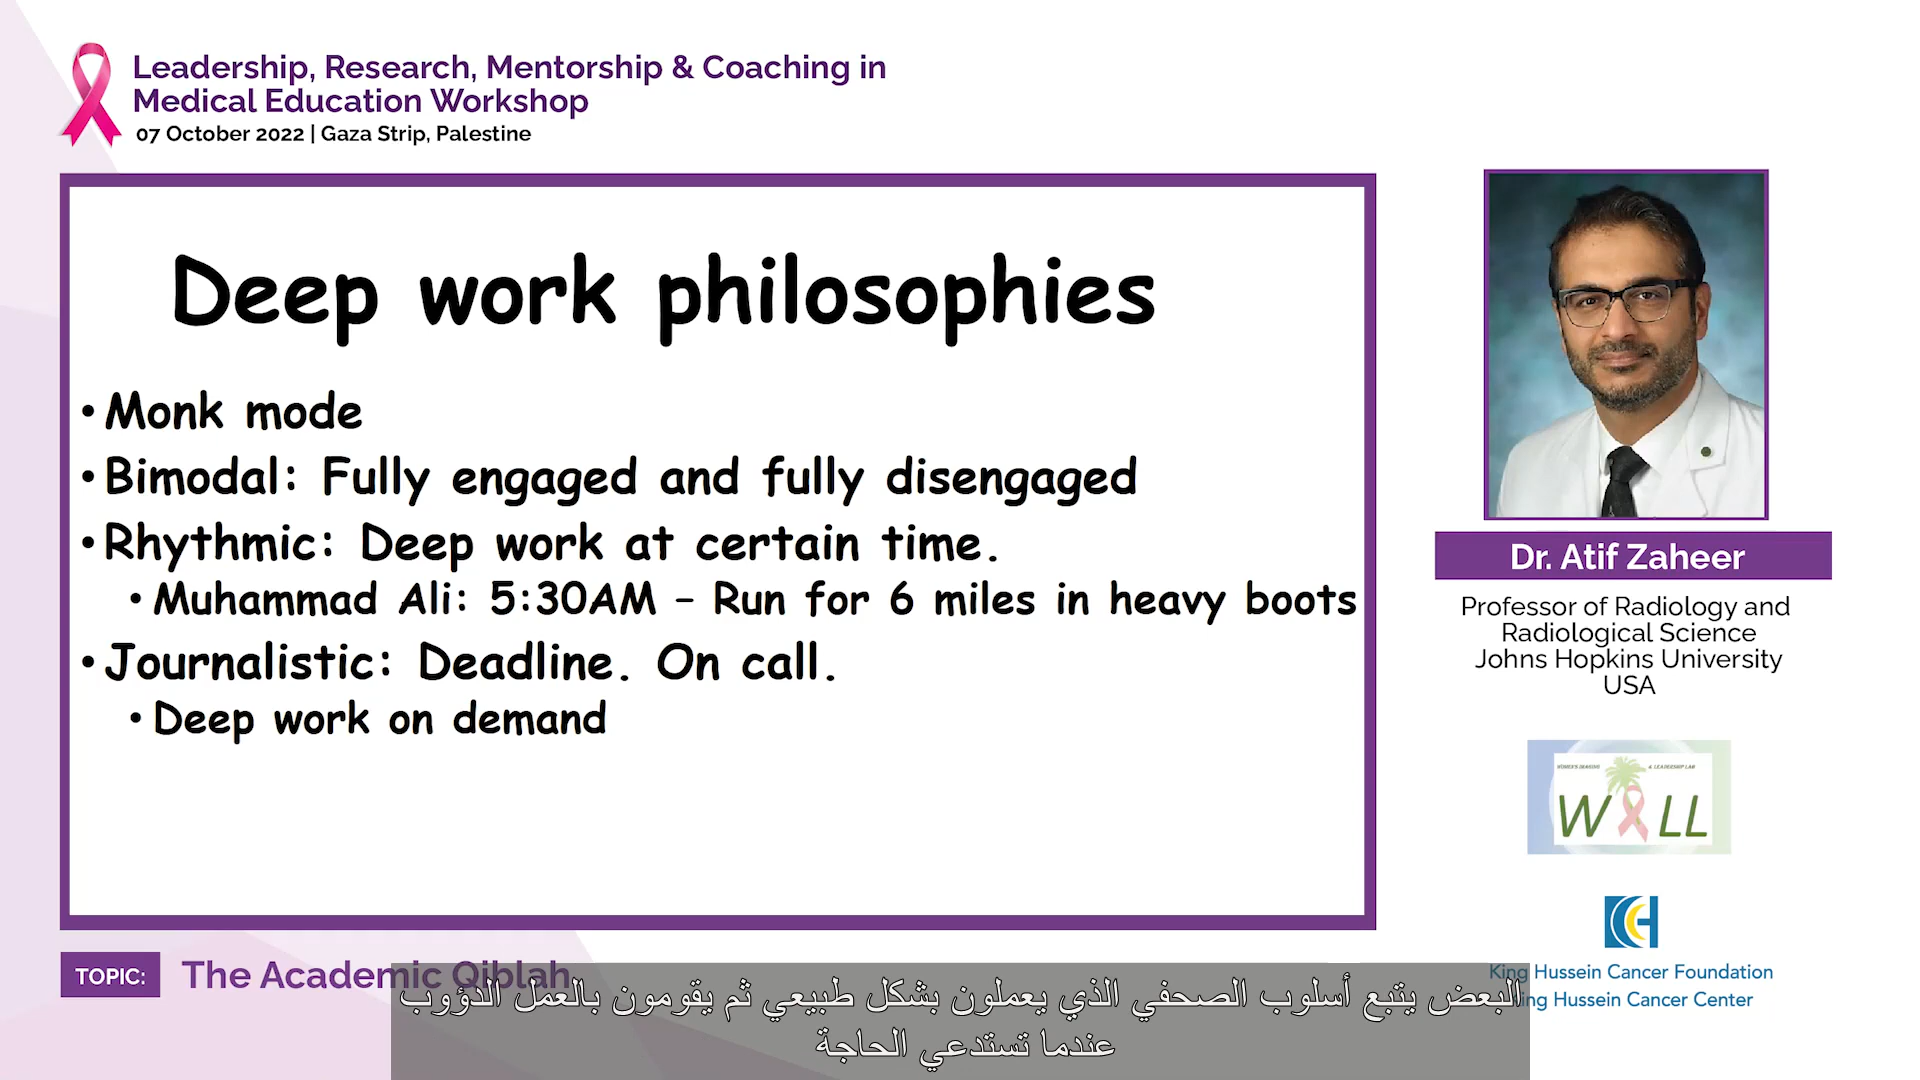 Leadership, Research, Mentorship & Coaching in
Medical Education Workshop
07 October 2022 | Gaza Strip, Palestine
Deep work philosophies
• Monk mode
• Bimodal: Fully engaged and fully disengaged
• Rhythmic: Deep work at certain time.
• Muhammad Ali: 5:30AM – Run for 6 miles in heavy boots
• Journalistic: Deadline. On call.
• Deep work on demand
Dr. Atif Zaheer
Professor of Radiology and
Radiological Science
Johns Hopkins University
USA
WILL
King Hussein Cancer Foundation
King Hussein Cancer Center
TOPIC:
The Academic Qiblah
البعض يتبع أسلوب الصحفي الذي يعملون بشكل طبيعي ثم يقومون بالعمل الدؤوب
عندما تستدعي الحاجة